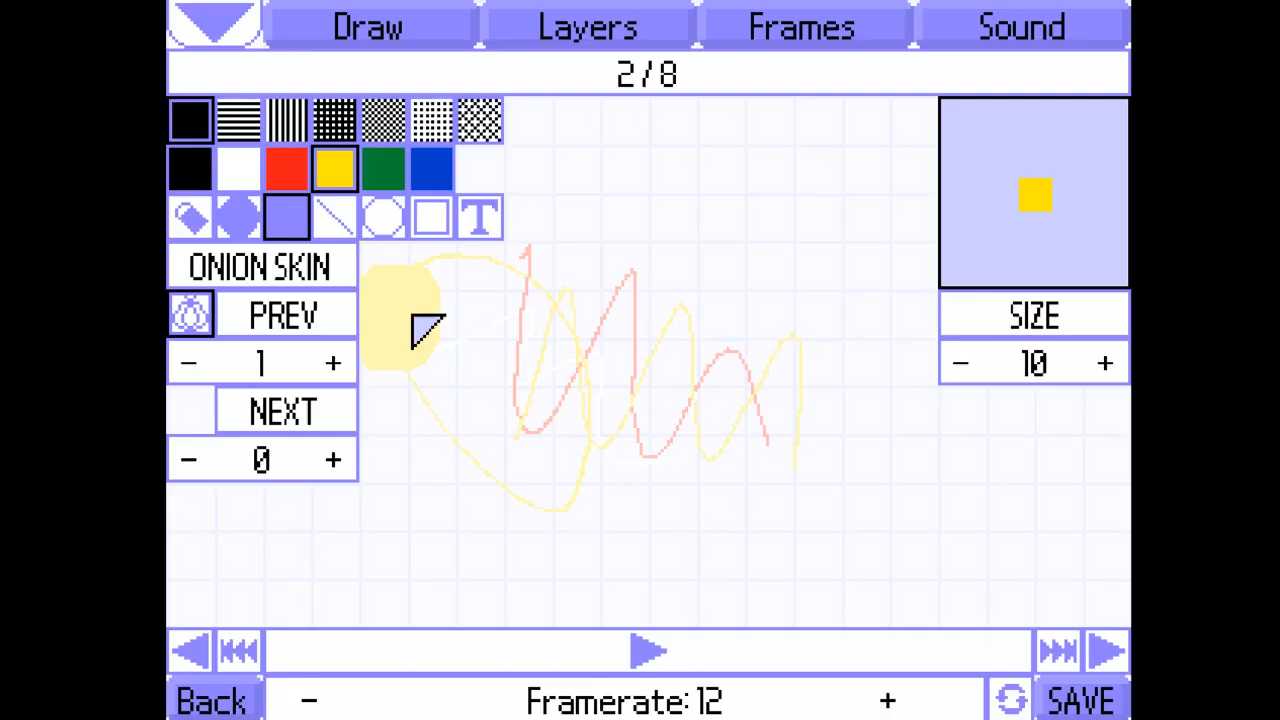 Draw Layers Frames Sound
2/8
T
ONION SKIN
PREV
SIZE
- 1 +
- 10 +
NEXT
- 0 +
Back - Framerate: 12 + SAVE